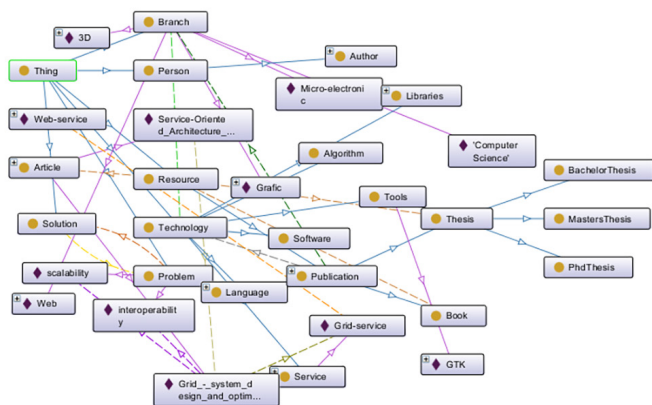 Branch
3D
Author
Thing
Person
Micro-electroni
c
Libraries
Web-service
Service-Oriente
d_Architecture_...
'Computer
Science'
Algorithm
Article
BachelorThesis
Resource
Grafic
Tools
Solution
Technology
Thesis
MastersThesis
Software
scalability
Problem
Publication
PhdThesis
Language
Web
interoperabilit
y
Grid-service
Book
GTK
Grid_-_system_d
esign_and_optim...
Service